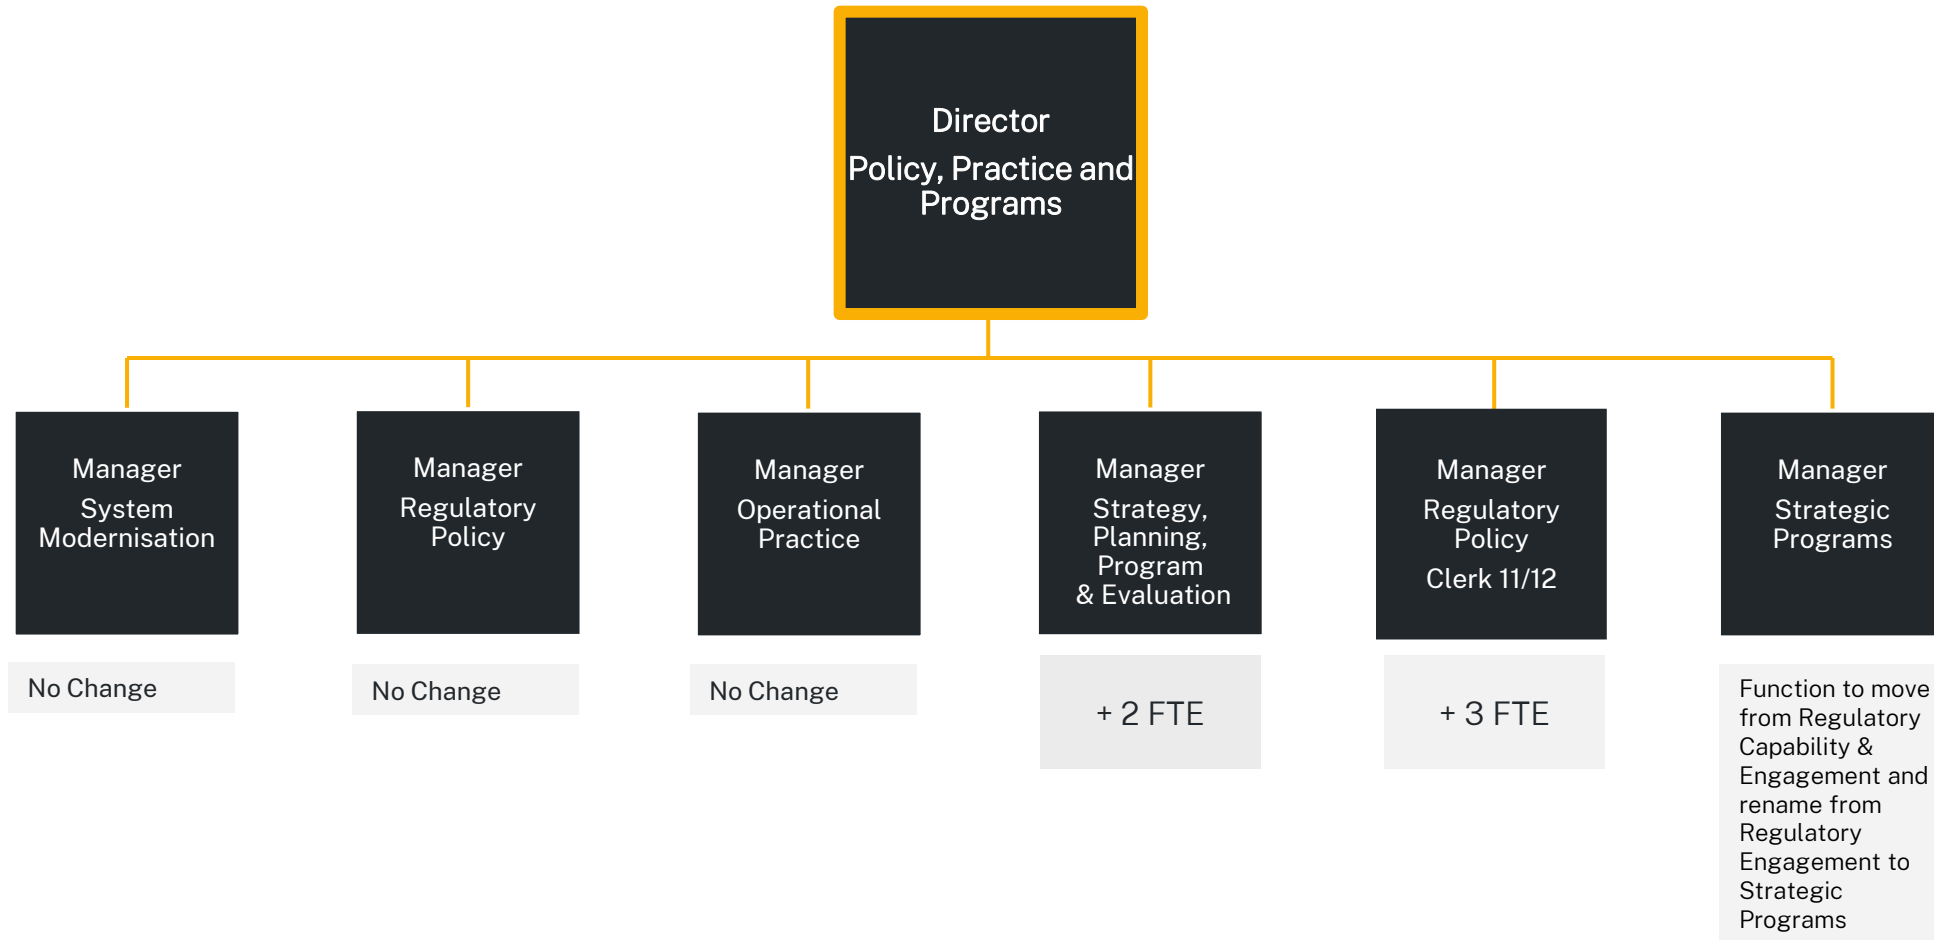 Director
Policy, Practice and
Programs
Manager
System
Modernisation
Manager
Regulatory
Policy
Manager
Operational
Practice
Manager
Strategy,
Planning,
Program
& Evaluation
Manager
Regulatory
Policy
Clerk 11/12
Manager
Strategic
Programs
No Change
No Change
No Change
+ 2 FTE
+ 3 FTE
Function to move
from Regulatory
Capability &
Engagement and
rename from
Regulatory
Engagement to
Strategic
Programs